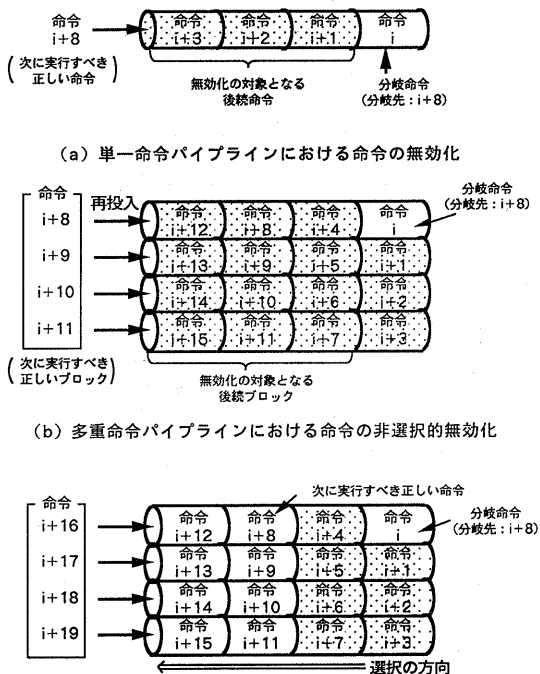 命令
i+8
(次に実行すべき
正しい命令)
命令 命令 命令 命令
i+3 i+2 i+1 i
無効化の対象となる
後続命令
分岐命令
(分岐先：i+8)
(a) 単一命令パイプラインにおける命令の無効化
命令
i+8
i+9
i+10
i+11
(次に実行すべき
正しいブロック)
再投入
分岐命令
(分岐先：i+8)
命令 命令 命令 命令
i+12 i+8 i+4 i
命令 命令 命令 命令
i+13 i+9 i+5 i+1
命令 命令 命令 命令
i+14 i+10 i+6 i+2
命令 命令 命令 命令
i+15 i+11 i+7 i+3
無効化の対象となる
後続ブロック
(b) 多重命令パイプラインにおける命令の非選択的無効化
命令
i+16
i+17
i+18
i+19
次に実行すべき正しい命令
分岐命令
(分岐先：i+8)
命令 命令 命令 命令
i+12 i+8 i+4 i
命令 命令 命令 命令
i+13 i+9 i+5 i+1
命令 命令 命令 命令
i+14 i+10 i+6 i+2
命令 命令 命令 命令
i+15 i+11 i+7 i+3
選択の方向